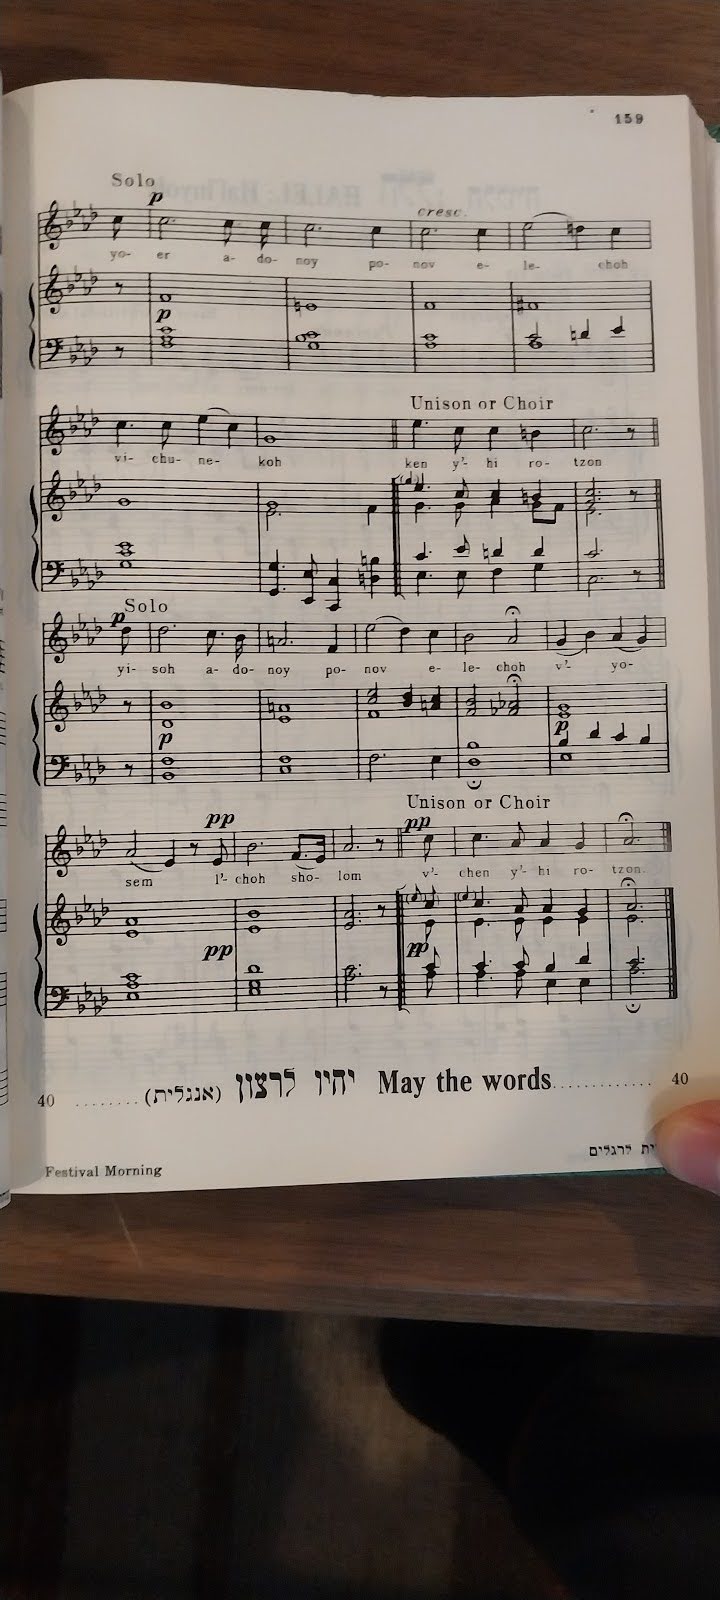 159
Solo
p
cresc.
yo- er a- do- noy po- nov e- le- choh
p
Unison or Choir
vi- chu- ne- koh ken y'- hi ro- tzon
Solo
p
yi- soh a- do- noy po- nov e- le- choh v'- yo-
p
p
Unison or Choir
pp
pp
sem l'- choh sho- lom v'- chen y'- hi ro- tzon.
pp
pp
40 ........ (אנגלית) יהיו לרצון May the words ............. 40
Festival Morning
לרגלים